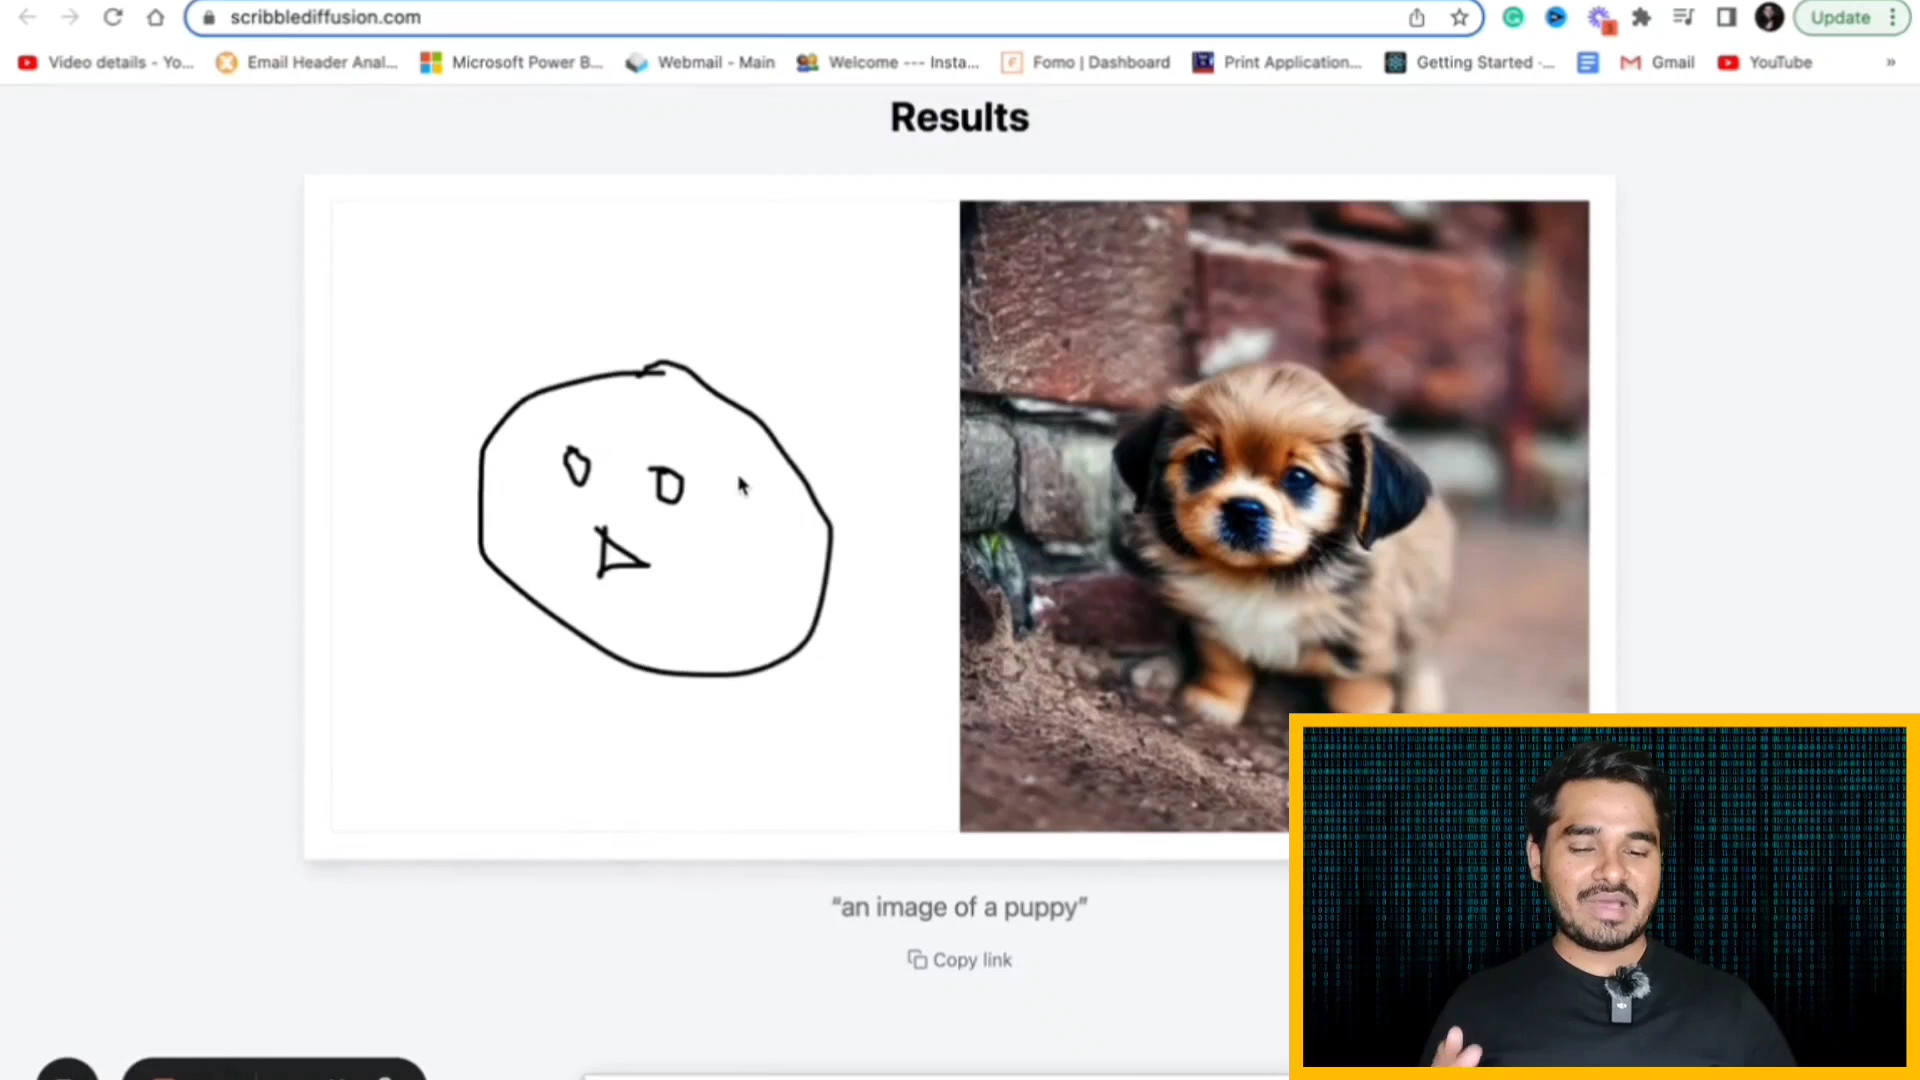 scribblediffusion.com
Update
Video details - Yo...
Email Header Anal...
Microsoft Power B...
Webmail - Main
Welcome --- Insta...
Fomo | Dashboard
Print Application...
Getting Started -...
Gmail
YouTube
»
Results
“an image of a puppy”
Copy link